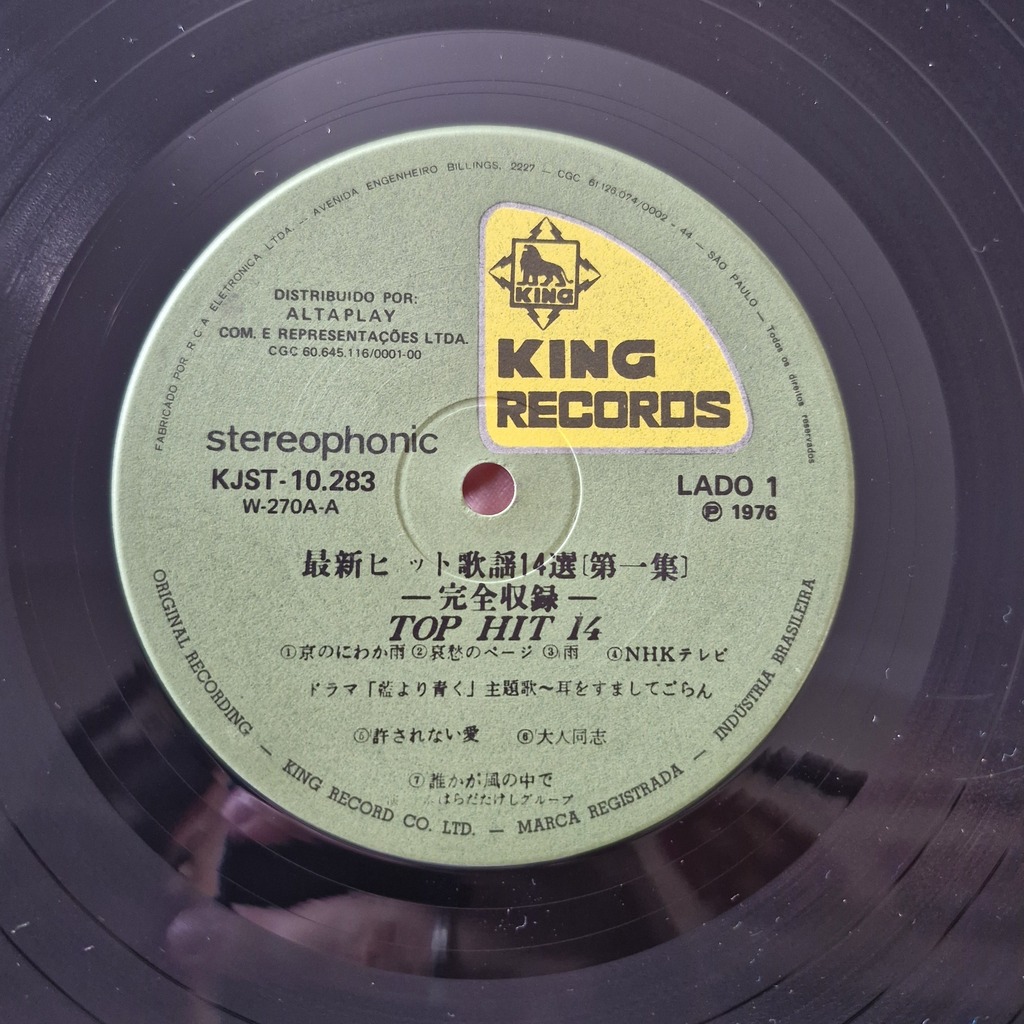 FABRICADO POR R.C.A ELETRONICA LTDA. — AVENIDA ENGENHEIRO BILLINGS, 2227 — CGC 61.126.074/0002-44 — SÃO PAULO — Todos os direitos reservados
KING
KING
RECORDS
DISTRIBUIDO POR:
ALTAPLAY
COM. E REPRESENTAÇÕES LTDA.
CGC 60.645.116/0001-00
stereophonic
KJST-10.283
W-270A-A
LADO 1
Ⓟ 1976
最新ヒット歌謡14選〔第一集〕
—完全収録—
TOP HIT 14
①京のにわか雨 ②哀愁のページ ③雨 ④NHKテレビ
ドラマ「藍より青く」主題歌〜耳をすましてごらん
⑤許されない愛 ⑥大人同志
⑦誰かが風の中で
はらだたけしグループ
ORIGINAL RECORDING — KING RECORD CO. LTD. — MARCA REGISTRADA — INDÚSTRIA BRASILEIRA